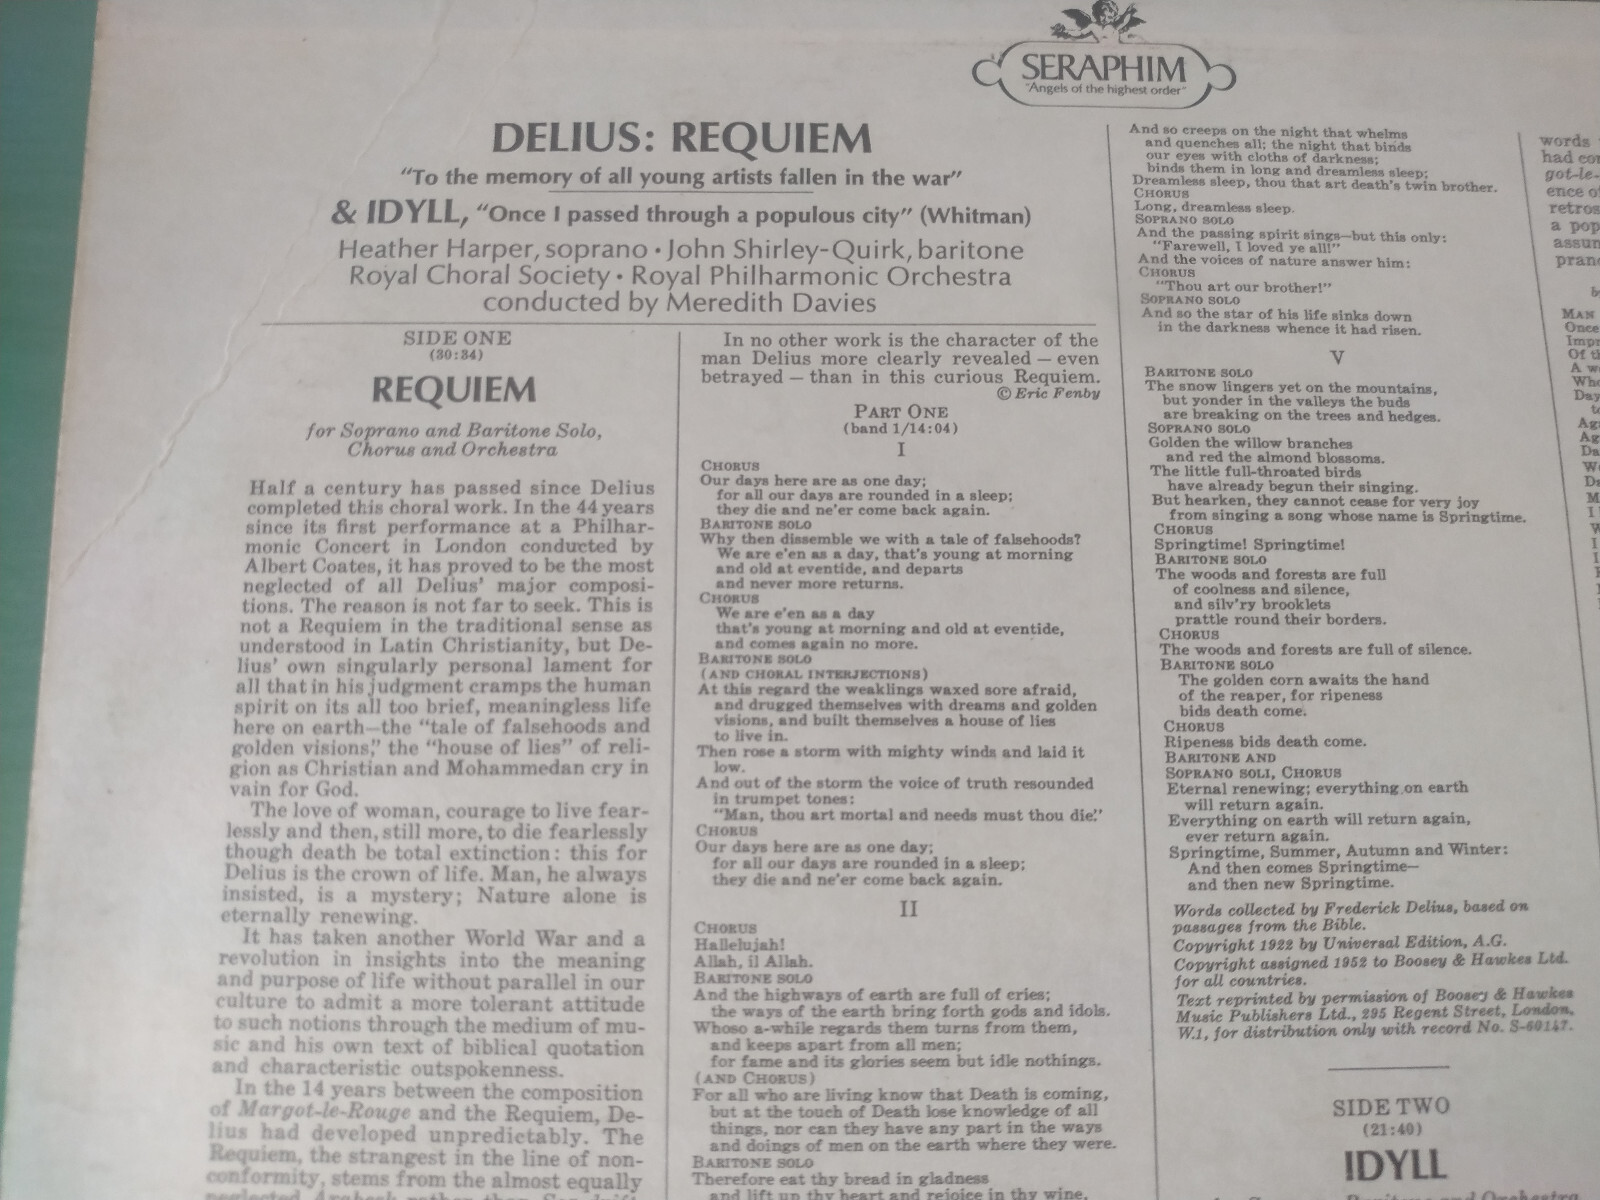 SERAPHIM
"Angels of the highest order"
DELIUS: REQUIEM
"To the memory of all young artists fallen in the war"
& IDYLL, "Once I passed through a populous city" (Whitman)
Heather Harper, soprano • John Shirley-Quirk, baritone
Royal Choral Society • Royal Philharmonic Orchestra
conducted by Meredith Davies
SIDE ONE
(30:34)
REQUIEM
for Soprano and Baritone Solo,
Chorus and Orchestra
Half a century has passed since Delius
completed this choral work. In the 44 years
since its first performance at a Philhar-
monic Concert in London conducted by
Albert Coates, it has proved to be the most
neglected of all Delius' major composi-
tions. The reason is not far to seek. This is
not a Requiem in the traditional sense as
understood in Latin Christianity, but De-
lius' own singularly personal lament for
all that in his judgment cramps the human
spirit on its all too brief, meaningless life
here on earth—the "tale of falsehoods and
golden visions," the "house of lies" of reli-
gion as Christian and Mohammedan cry in
vain for God.
The love of woman, courage to live fear-
lessly and then, still more, to die fearlessly
though death be total extinction: this for
Delius is the crown of life. Man, he always
insisted, is a mystery; Nature alone is
eternally renewing.
It has taken another World War and a
revolution in insights into the meaning
and purpose of life without parallel in our
culture to admit a more tolerant attitude
to such notions through the medium of mu-
sic and his own text of biblical quotation
and characteristic outspokenness.
In the 14 years between the composition
of Margot-le-Rouge and the Requiem, De-
lius had developed unpredictably. The
Requiem, the strangest in the line of non-
conformity, stems from the almost equally
In no other work is the character of the
man Delius more clearly revealed — even
betrayed — than in this curious Requiem.
© Eric Fenby
PART ONE
(band 1/14:04)
I
CHORUS
Our days here are as one day;
for all our days are rounded in a sleep;
they die and ne'er come back again.
BARITONE SOLO
Why then dissemble we with a tale of falsehoods?
We are e'en as a day, that's young at morning
and old at eventide, and departs
and never more returns.
CHORUS
We are e'en as a day
that's young at morning and old at eventide,
and comes again no more.
BARITONE SOLO
(AND CHORAL INTERJECTIONS)
At this regard the weaklings waxed sore afraid,
and drugged themselves with dreams and golden
visions, and built themselves a house of lies
to live in.
Then rose a storm with mighty winds and laid it
low.
And out of the storm the voice of truth resounded
in trumpet tones:
"Man, thou art mortal and needs must thou die!"
CHORUS
Our days here are as one day;
for all our days are rounded in a sleep;
they die and ne'er come back again.
II
CHORUS
Hallelujah!
Allah, il Allah.
BARITONE SOLO
And the highways of earth are full of cries;
the ways of the earth bring forth gods and idols.
Whoso a-while regards them turns from them,
and keeps apart from all men;
for fame and its glories seem but idle nothings.
(AND CHORUS)
For all who are living know that Death is coming,
but at the touch of Death lose knowledge of all
things, nor can they have any part in the ways
and doings of men on the earth where they were.
BARITONE SOLO
Therefore eat thy bread in gladness
and lift up thy heart and rejoice in thy wine,
And so creeps on the night that whelms
and quenches all; the night that binds
our eyes with cloths of darkness;
binds them in long and dreamless sleep;
Dreamless sleep, thou that art death's twin brother.
CHORUS
Long, dreamless sleep.
SOPRANO SOLO
And the passing spirit sings—but this only:
"Farewell, I loved ye all!"
And the voices of nature answer him:
CHORUS
"Thou art our brother!"
SOPRANO SOLO
And so the star of his life sinks down
in the darkness whence it had risen.
V
BARITONE SOLO
The snow lingers yet on the mountains,
but yonder in the valleys the buds
are breaking on the trees and hedges.
SOPRANO SOLO
Golden the willow branches
and red the almond blossoms.
The little full-throated birds
have already begun their singing.
But hearken, they cannot cease for very joy
from singing a song whose name is Springtime.
CHORUS
Springtime! Springtime!
BARITONE SOLO
The woods and forests are full
of coolness and silence,
and silv'ry brooklets
prattle round their borders.
CHORUS
The woods and forests are full of silence.
BARITONE SOLO
The golden corn awaits the hand
of the reaper, for ripeness
bids death come.
CHORUS
Ripeness bids death come.
BARITONE AND
SOPRANO SOLI, CHORUS
Eternal renewing; everything on earth
will return again.
Everything on earth will return again,
ever return again.
Springtime, Summer, Autumn and Winter:
And then comes Springtime—
and then new Springtime.
Words collected by Frederick Delius, based on
passages from the Bible.
Copyright 1922 by Universal Edition, A.G.
Copyright assigned 1952 to Boosey & Hawkes Ltd.
for all countries.
Text reprinted by permission of Boosey & Hawkes
Music Publishers Ltd., 295 Regent Street, London,
W.1, for distribution only with record No. S-60147.
SIDE TWO
(21:40)
IDYLL
words
had
got-le-
ence
a pop
MAN
Once
Of